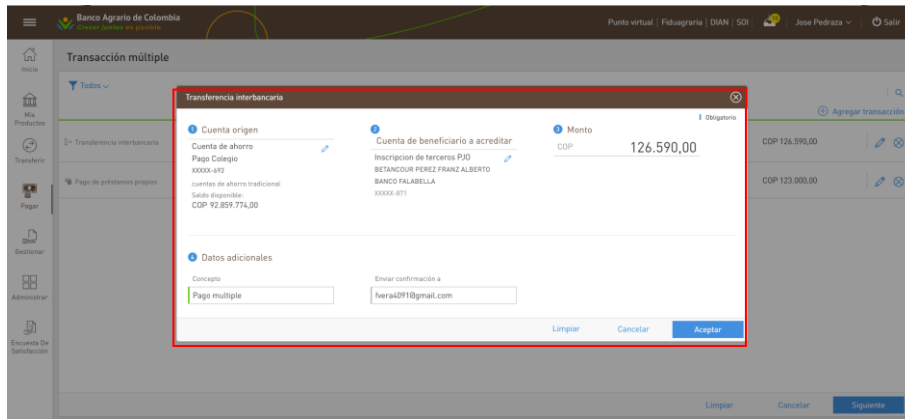 Banco Agrario de Colombia
Crecer juntos es posible
Punto virtual | Fiduagraria | DIAN | SOI
Jose Pedraza
Salir
Inicio
Mis
Productos
Transferir
Pagar
Gestionar
Administrar
Encuesta De
Satisfacción
Transacción múltiple
Todos
Agregar transacción
Transferencia interbancaria
COP 126.590,00
Pago de préstamos propios
COP 123.000,00
Transferencia interbancaria
Obligatorio
1 Cuenta origen
Cuenta de ahorro
Pago Colegio
XXXXX-693
cuentas de ahorro tradicional
Saldo disponible:
COP 92.859.774,00
2
Cuenta de beneficiario a acreditar
Inscripcion de terceros PJO
BETANCOUR PEREZ FRANZ ALBERTO
BANCO FALABELLA
XXXXX-871
3 Monto
COP 126.590,00
4 Datos adicionales
Concepto
Pago multiple
Enviar confirmación a
fvera4091@gmail.com
Limpiar
Cancelar
Aceptar
Limpiar
Cancelar
Siguiente